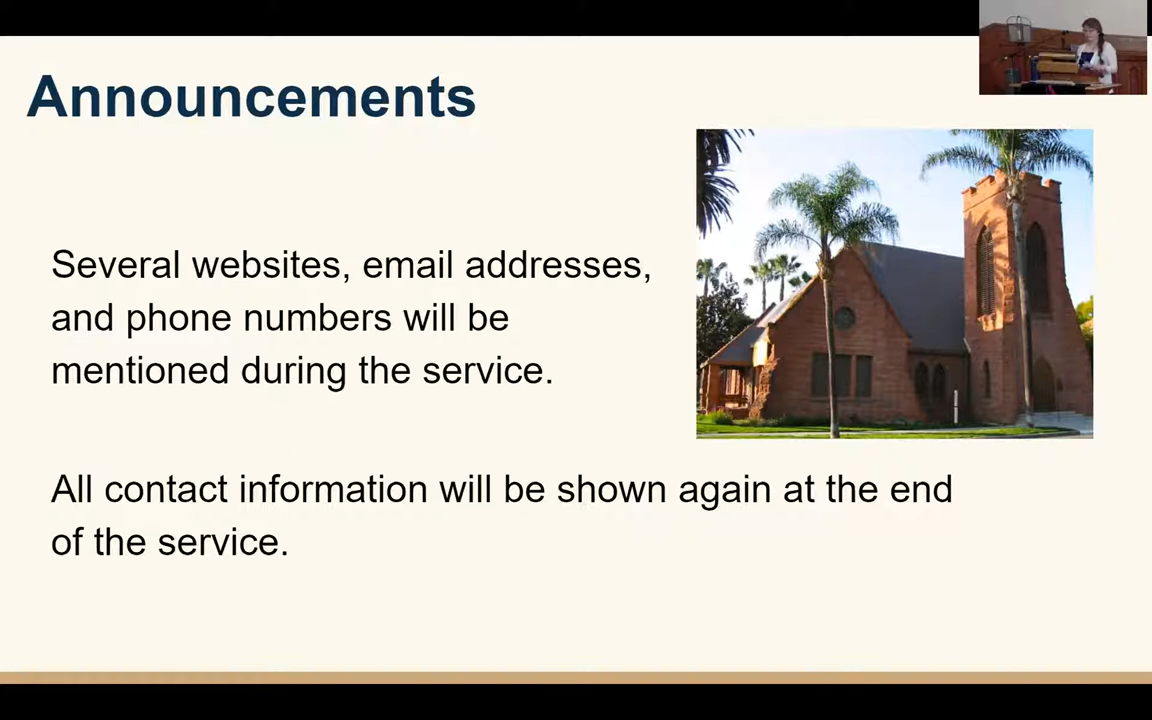 Announcements
Several websites, email addresses,
and phone numbers will be
mentioned during the service.
All contact information will be shown again at the end
of the service.